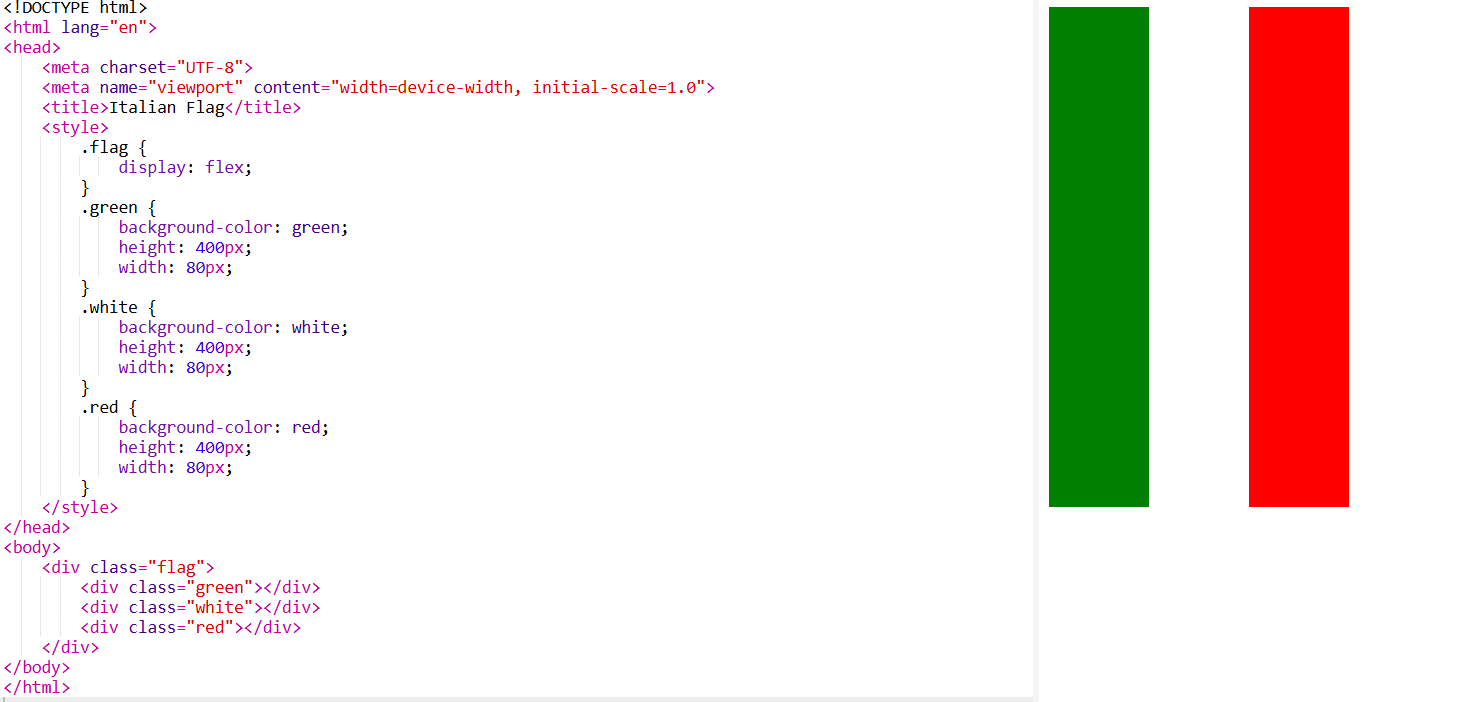 <!DOCTYPE html>
<html lang="en">
<head>
    <meta charset="UTF-8">
    <meta name="viewport" content="width=device-width, initial-scale=1.0">
    <title>Italian Flag</title>
    <style>
        .flag {
            display: flex;
        }
        .green {
            background-color: green;
            height: 400px;
            width: 80px;
        }
        .white {
            background-color: white;
            height: 400px;
            width: 80px;
        }
        .red {
            background-color: red;
            height: 400px;
            width: 80px;
        }
    </style>
</head>
<body>
    <div class="flag">
        <div class="green"></div>
        <div class="white"></div>
        <div class="red"></div>
    </div>
</body>
</html>